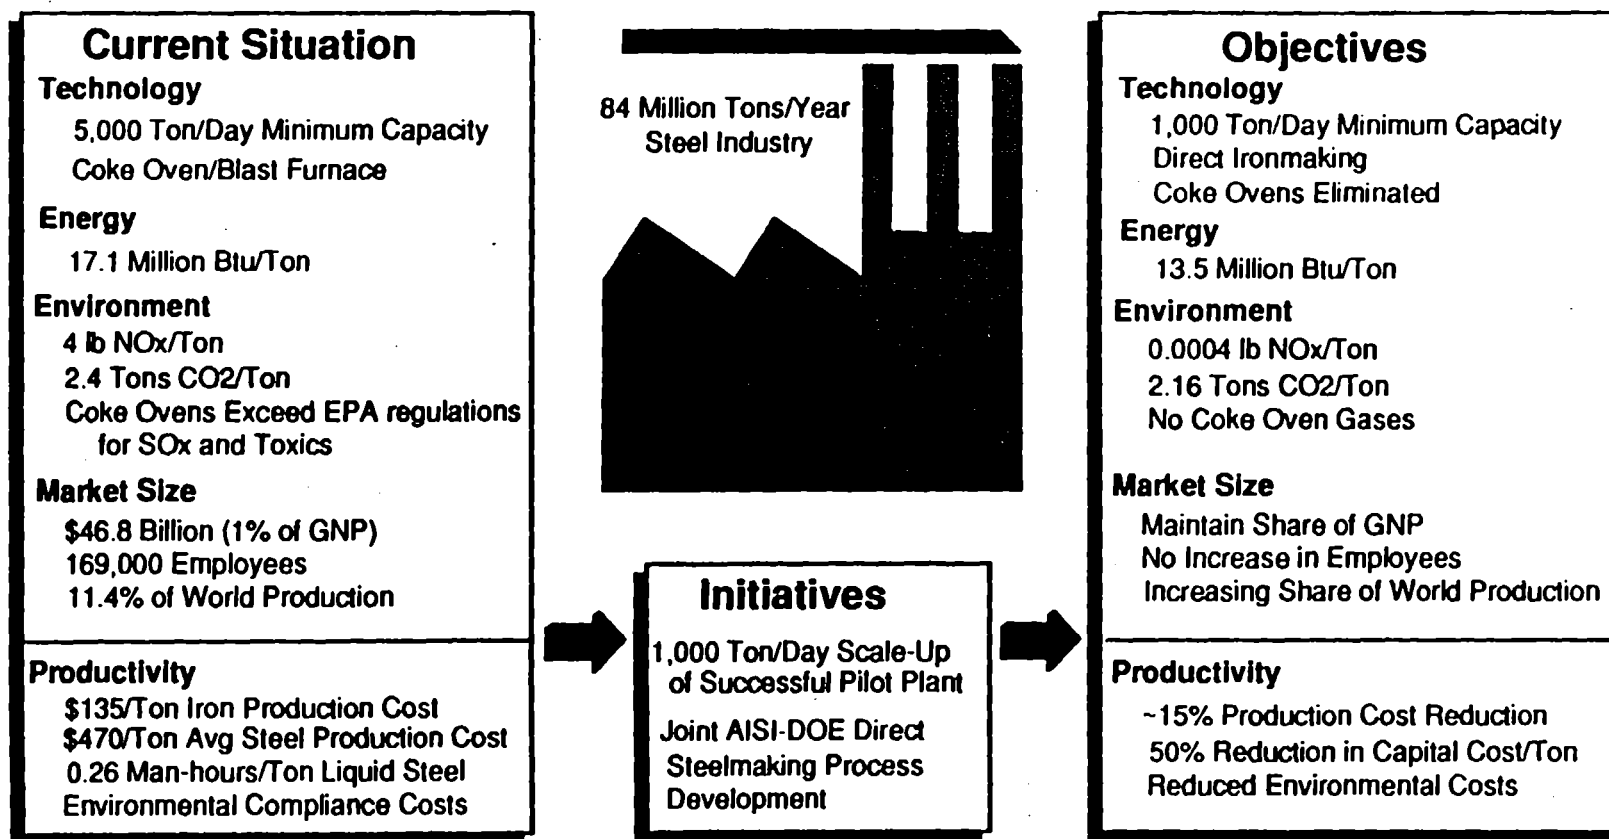 Current Situation
Technology
5,000 Ton/Day Minimum Capacity
Coke Oven/Blast Furnace
Energy
17.1 Million Btu/Ton
Environment
4 lb NOx/Ton
2.4 Tons CO2/Ton
Coke Ovens Exceed EPA regulations
for SOx and Toxics
Market Size
$46.8 Billion (1% of GNP)
169,000 Employees
11.4% of World Production
Productivity
$135/Ton Iron Production Cost
$470/Ton Avg Steel Production Cost
0.26 Man-hours/Ton Liquid Steel
Environmental Compliance Costs
84 Million Tons/Year
Steel Industry
Initiatives
1,000 Ton/Day Scale-Up
of Successful Pilot Plant
Joint AISI-DOE Direct
Steelmaking Process
Development
Objectives
Technology
1,000 Ton/Day Minimum Capacity
Direct Ironmaking
Coke Ovens Eliminated
Energy
13.5 Million Btu/Ton
Environment
0.0004 lb NOx/Ton
2.16 Tons CO2/Ton
No Coke Oven Gases
Market Size
Maintain Share of GNP
No Increase in Employees
Increasing Share of World Production
Productivity
~15% Production Cost Reduction
50% Reduction in Capital Cost/Ton
Reduced Environmental Costs